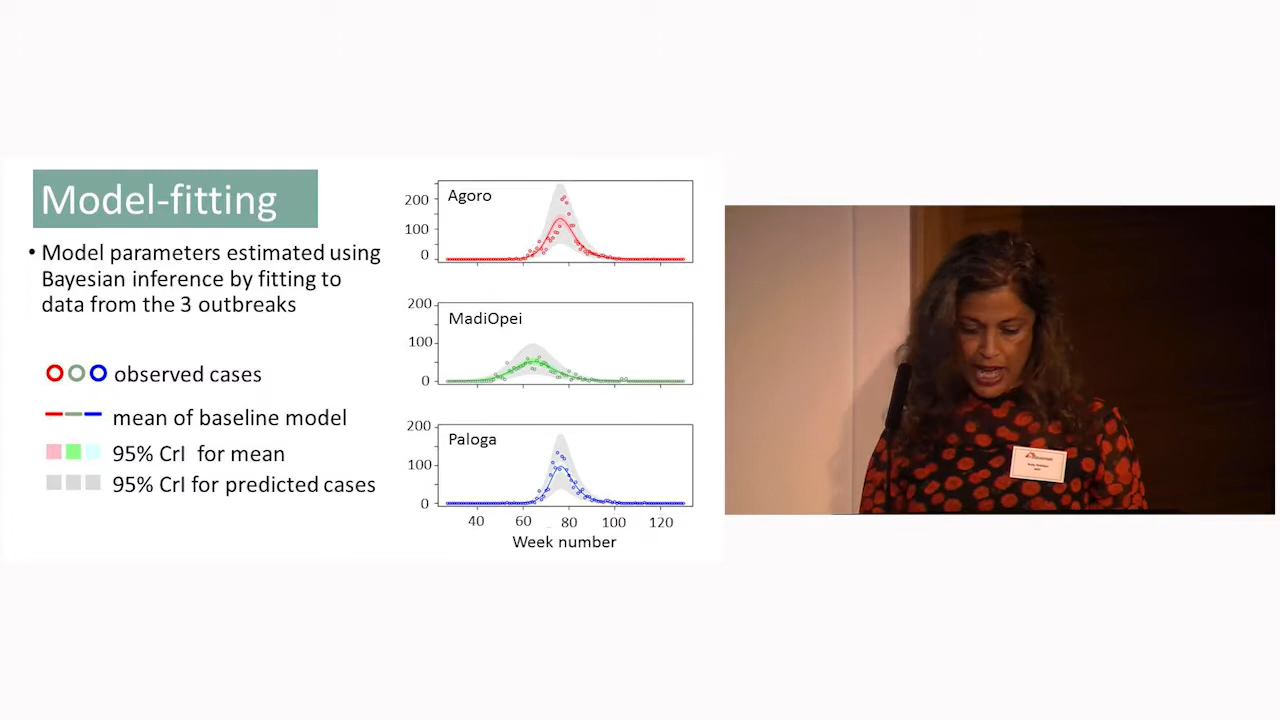 Model-fitting
• Model parameters estimated using
Bayesian inference by fitting to
data from the 3 outbreaks
observed cases
mean of baseline model
95% CrI for mean
95% CrI for predicted cases
Agoro
200
100
0
MadiOpei
200
100
0
Paloga
200
100
0
40 60 80 100 120
Week number